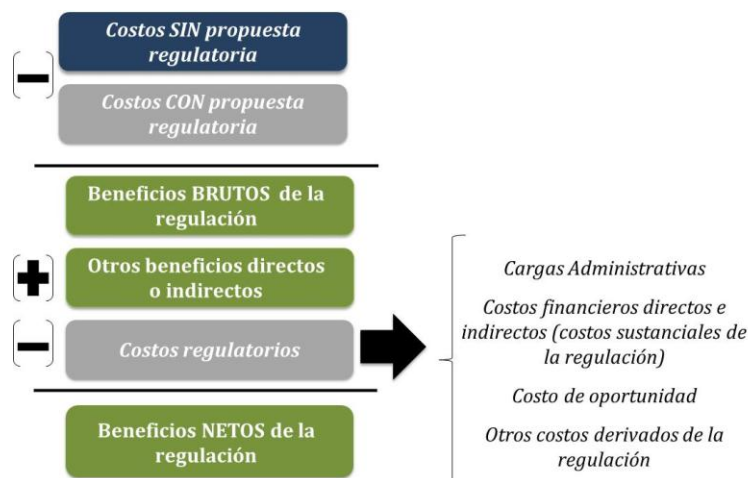 Costos SIN propuesta
regulatoria
Costos CON propuesta
regulatoria
Beneficios BRUTOS de la
regulación
Otros beneficios directos
o indirectos
Costos regulatorios
Beneficios NETOS de la
regulación
Cargas Administrativas
Costos financieros directos e
indirectos (costos sustanciales de
la regulación)
Costo de oportunidad
Otros costos derivados de la
regulación